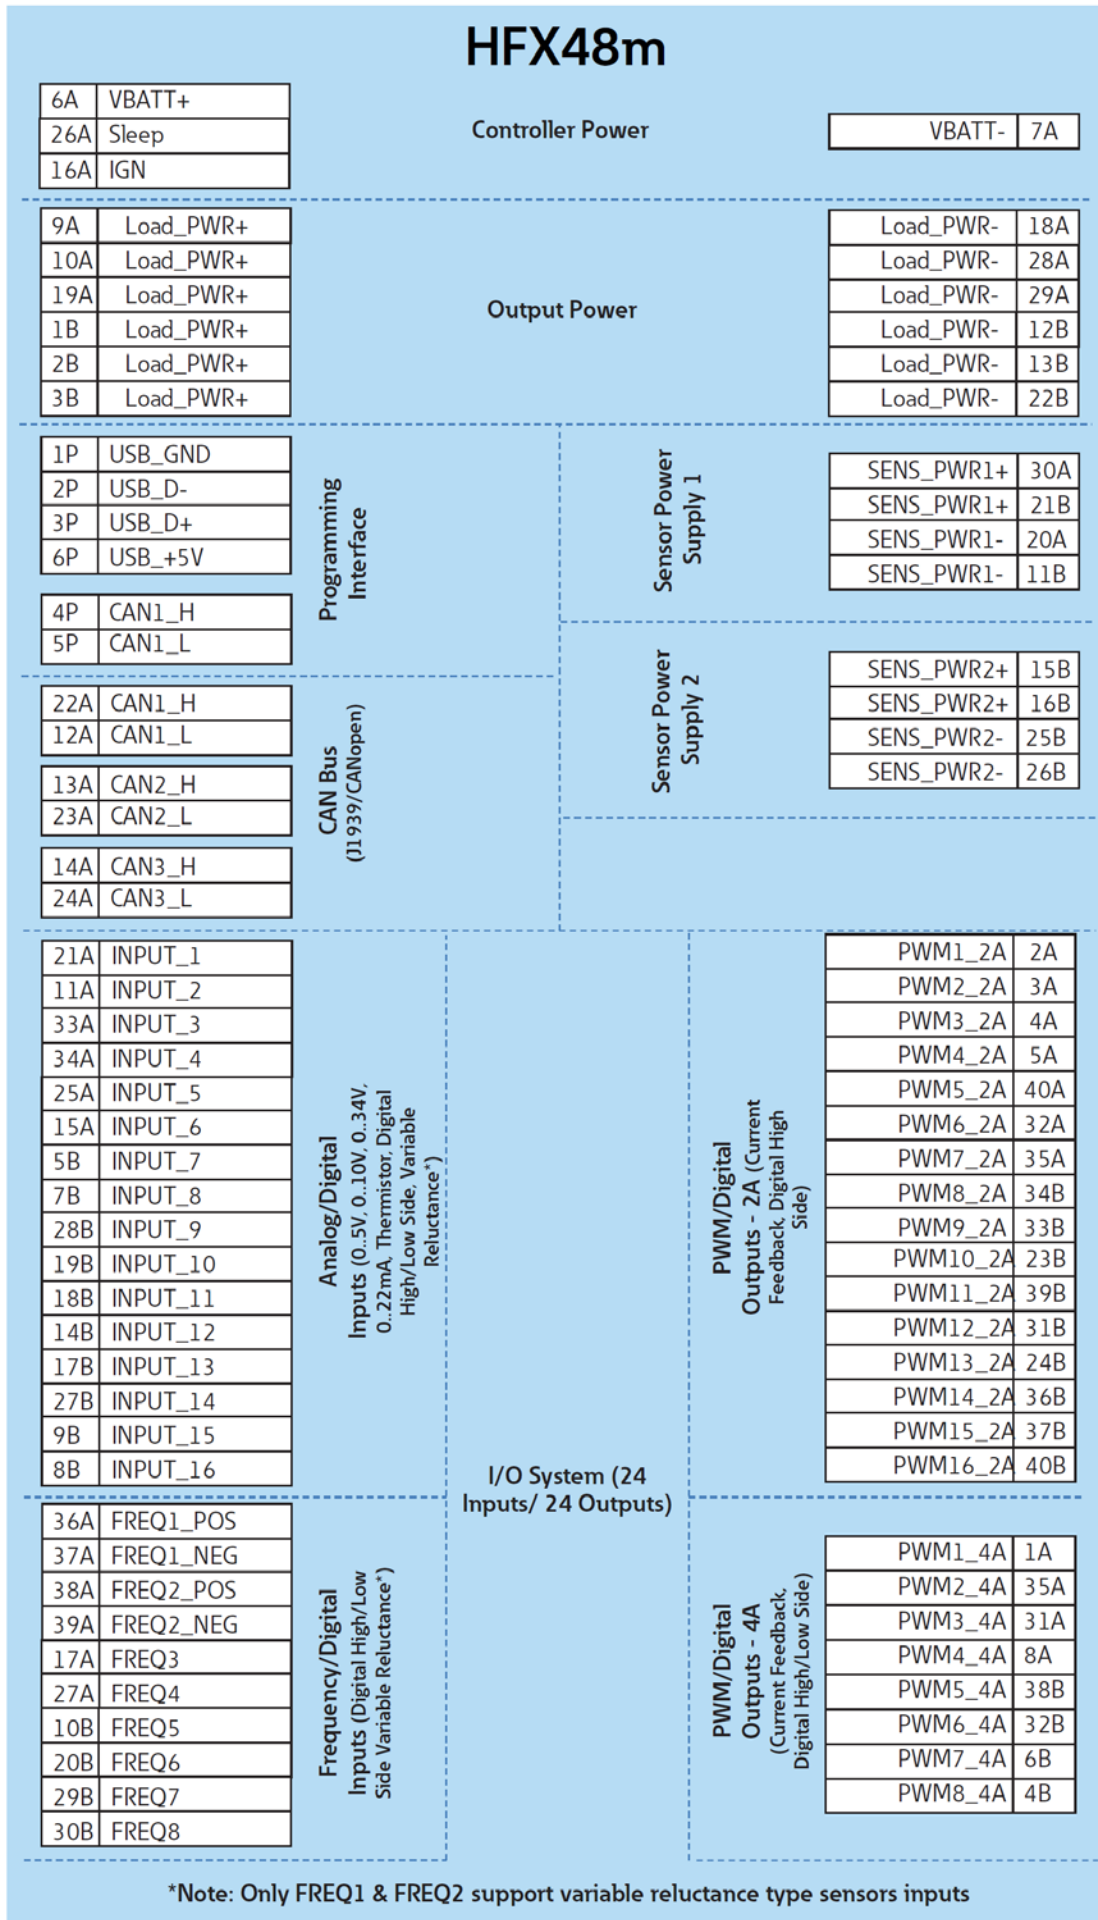 HFX48m
6A VBATT+
26A Sleep
16A IGN
Controller Power
VBATT- 7A
9A Load_PWR+
10A Load_PWR+
19A Load_PWR+
1B Load_PWR+
2B Load_PWR+
3B Load_PWR+
Output Power
Load_PWR- 18A
Load_PWR- 28A
Load_PWR- 29A
Load_PWR- 12B
Load_PWR- 13B
Load_PWR- 22B
1P USB_GND
2P USB_D-
3P USB_D+
6P USB_+5V
4P CAN1_H
5P CAN1_L
Programming
Interface
Sensor Power
Supply 1
SENS_PWR1+ 30A
SENS_PWR1+ 21B
SENS_PWR1- 20A
SENS_PWR1- 11B
Sensor Power
Supply 2
SENS_PWR2+ 15B
SENS_PWR2+ 16B
SENS_PWR2- 25B
SENS_PWR2- 26B
22A CAN1_H
12A CAN1_L
13A CAN2_H
23A CAN2_L
14A CAN3_H
24A CAN3_L
CAN Bus
(J1939/CANopen)
21A INPUT_1
11A INPUT_2
33A INPUT_3
34A INPUT_4
25A INPUT_5
15A INPUT_6
5B INPUT_7
7B INPUT_8
28B INPUT_9
19B INPUT_10
18B INPUT_11
14B INPUT_12
17B INPUT_13
27B INPUT_14
9B INPUT_15
8B INPUT_16
Analog/Digital
Inputs (0..5V, 0..10V, 0..34V,
0..22mA, Thermistor, Digital
High/Low Side, Variable
Reluctance*)
I/O System (24
Inputs/ 24 Outputs)
PWM/Digital
Outputs - 2A (Current
Feedback, Digital High
Side)
PWM1_2A 2A
PWM2_2A 3A
PWM3_2A 4A
PWM4_2A 5A
PWM5_2A 40A
PWM6_2A 32A
PWM7_2A 35A
PWM8_2A 34B
PWM9_2A 33B
PWM10_2A 23B
PWM11_2A 39B
PWM12_2A 31B
PWM13_2A 24B
PWM14_2A 36B
PWM15_2A 37B
PWM16_2A 40B
36A FREQ1_POS
37A FREQ1_NEG
38A FREQ2_POS
39A FREQ2_NEG
17A FREQ3
27A FREQ4
10B FREQ5
20B FREQ6
29B FREQ7
30B FREQ8
Frequency/Digital
Inputs (Digital High/Low
Side Variable Reluctance*)
PWM/Digital
Outputs - 4A
(Current Feedback,
Digital High/Low Side)
PWM1_4A 1A
PWM2_4A 35A
PWM3_4A 31A
PWM4_4A 8A
PWM5_4A 38B
PWM6_4A 32B
PWM7_4A 6B
PWM8_4A 4B
*Note: Only FREQ1 & FREQ2 support variable reluctance type sensors inputs